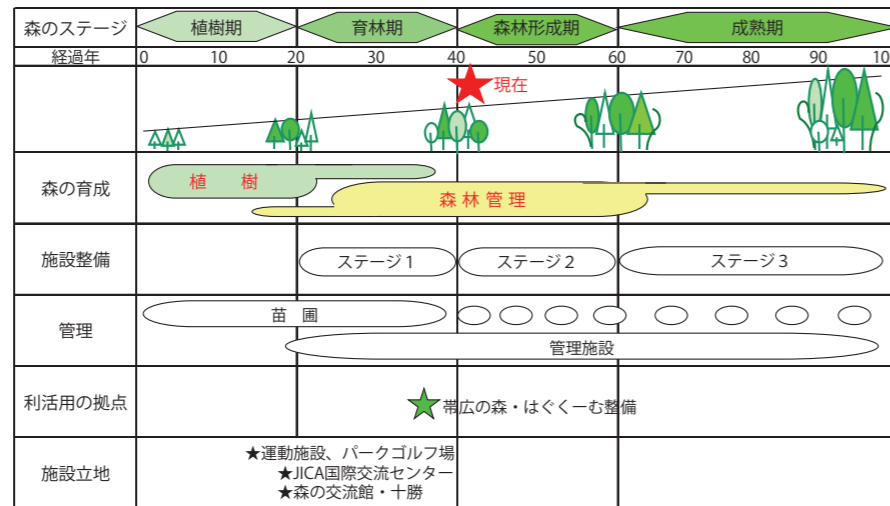 森のステージ 植樹期 育林期 森林形成期 成熟期
経過年 0 10 20 30 40 50 60 70 80 90 100
現在
森の育成 植 樹
森林管理
施設整備 ステージ1 ステージ2 ステージ3
管理 苗 圃
管理施設
利活用の拠点 帯広の森・はぐくーむ整備
★運動施設、パークゴルフ場
施設立地 ★JICA国際交流センター
★森の交流館・十勝